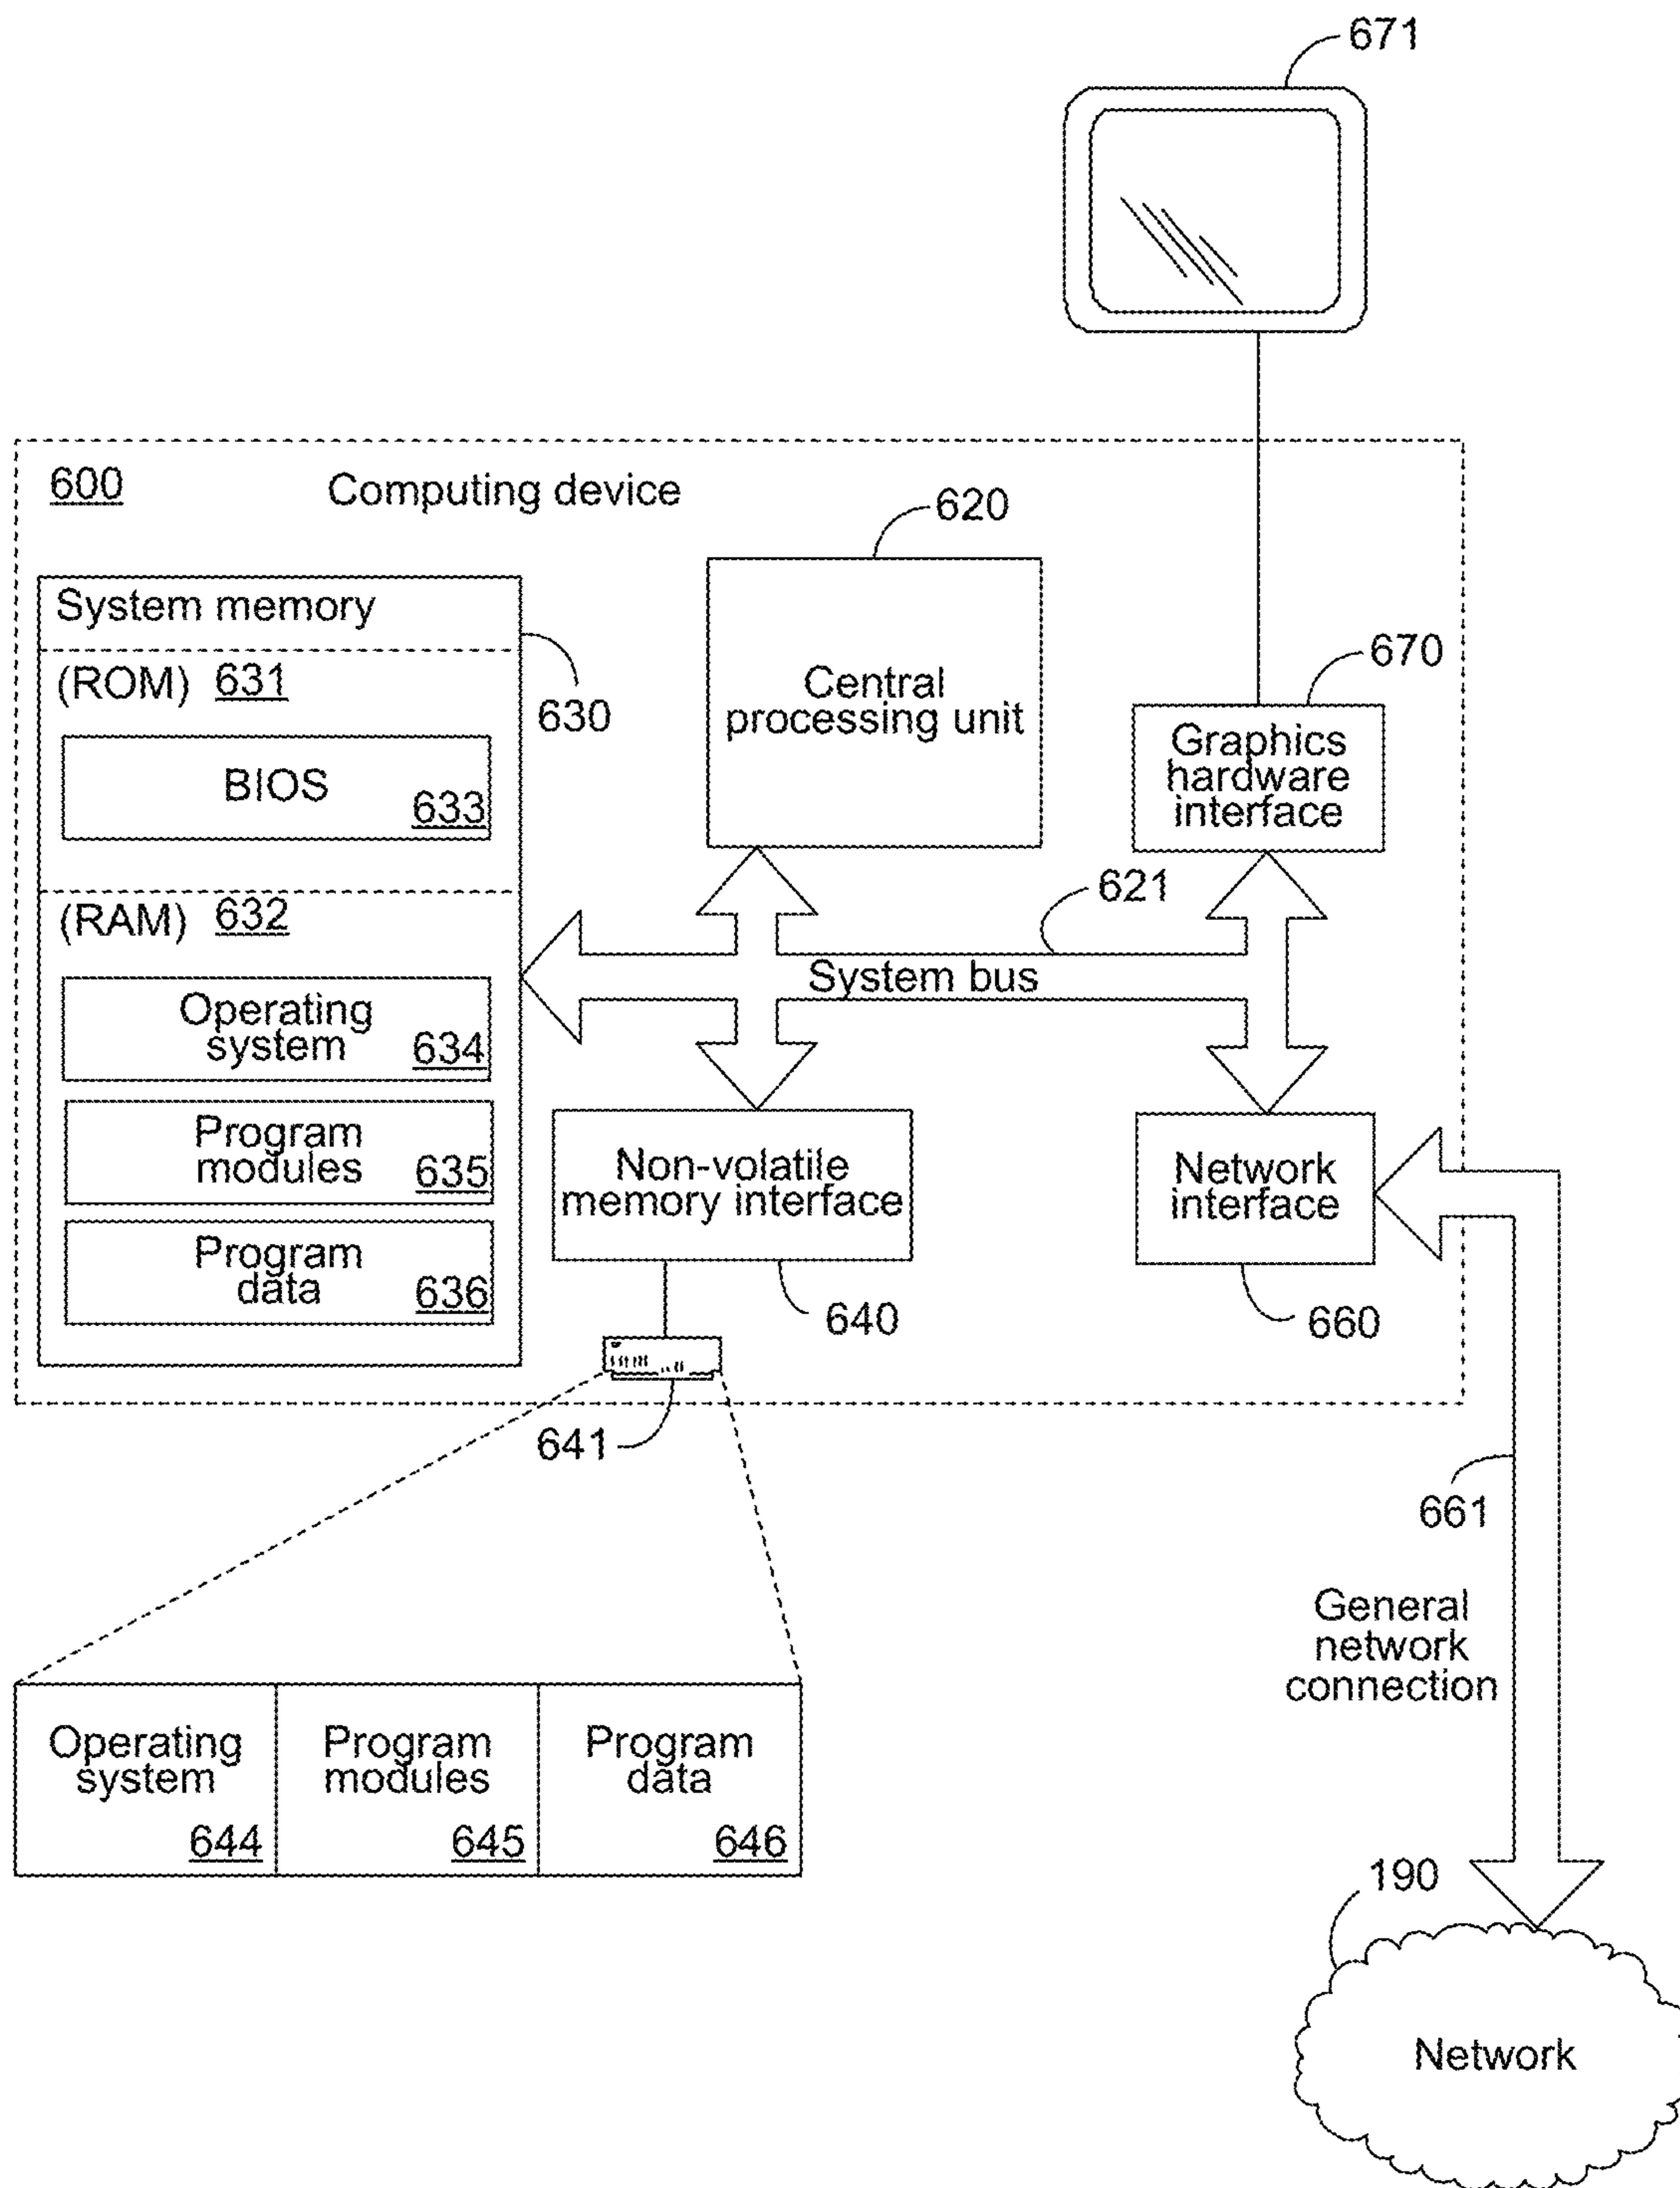 671
600
Computing device
620
System memory
(ROM) 631
630
BIOS
633
Central
processing unit
670
Graphics
hardware
interface
621
(RAM) 632
System bus
Operating
system 634
Program
modules 635
Program
data 636
Non-volatile
memory interface
640
Network
interface
660
641
661
General
network
connection
Operating
system
644
Program
modules
645
Program
data
646
190
Network